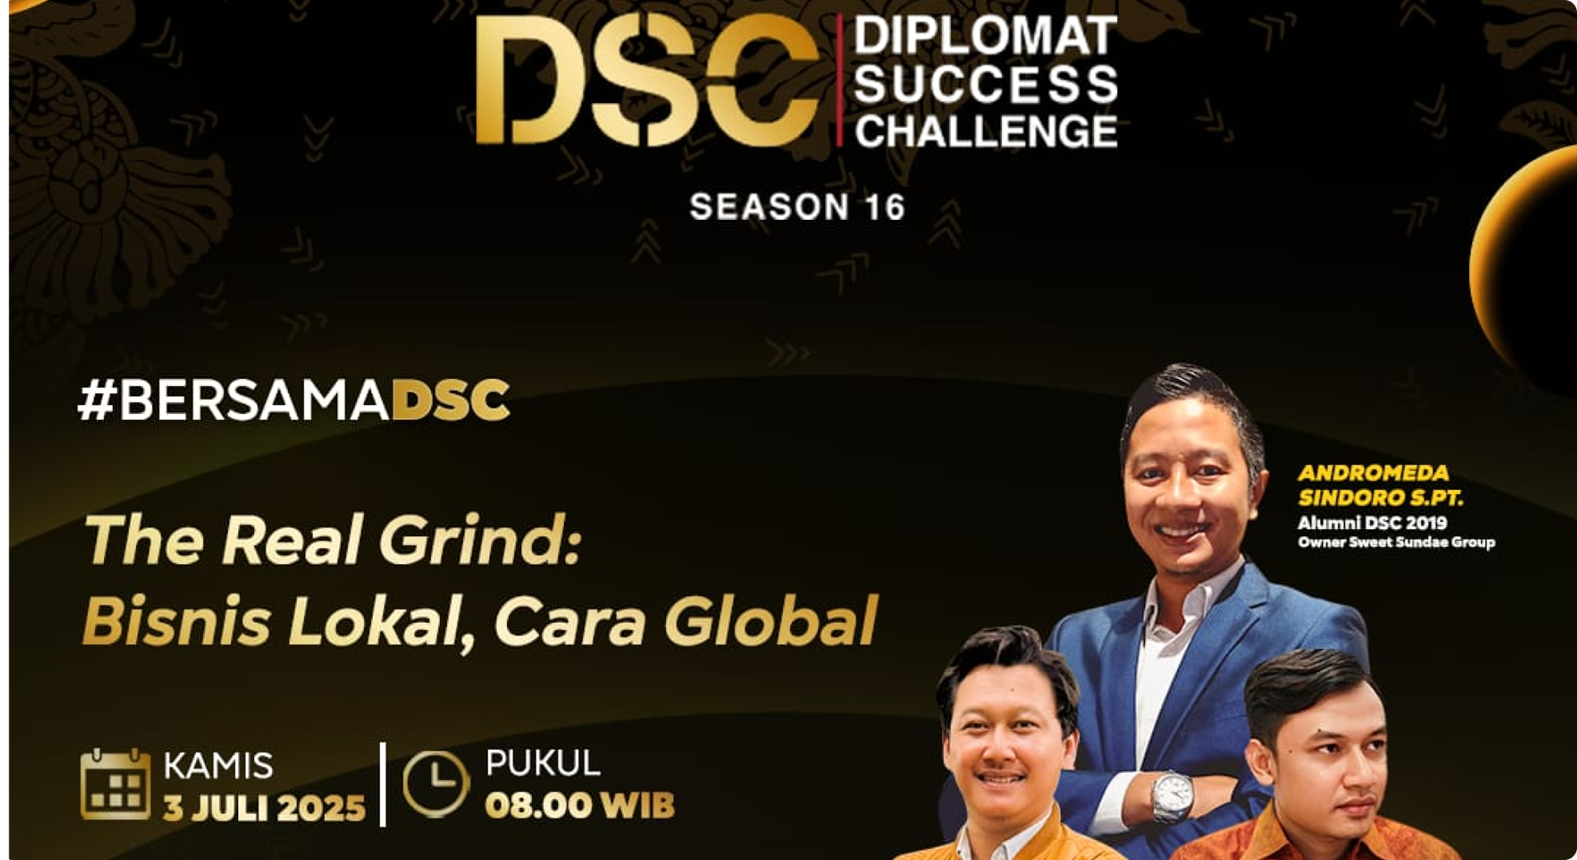 DSC
DIPLOMAT
SUCCESS
CHALLENGE
SEASON 16
#BERSAMADSC
The Real Grind:
Bisnis Lokal, Cara Global
KAMIS
3 JULI 2025
PUKUL
08.00 WIB
ANDROMEDA
SINDORO S.PT.
Alumni DSC 2019
Owner Sweet Sundae Group